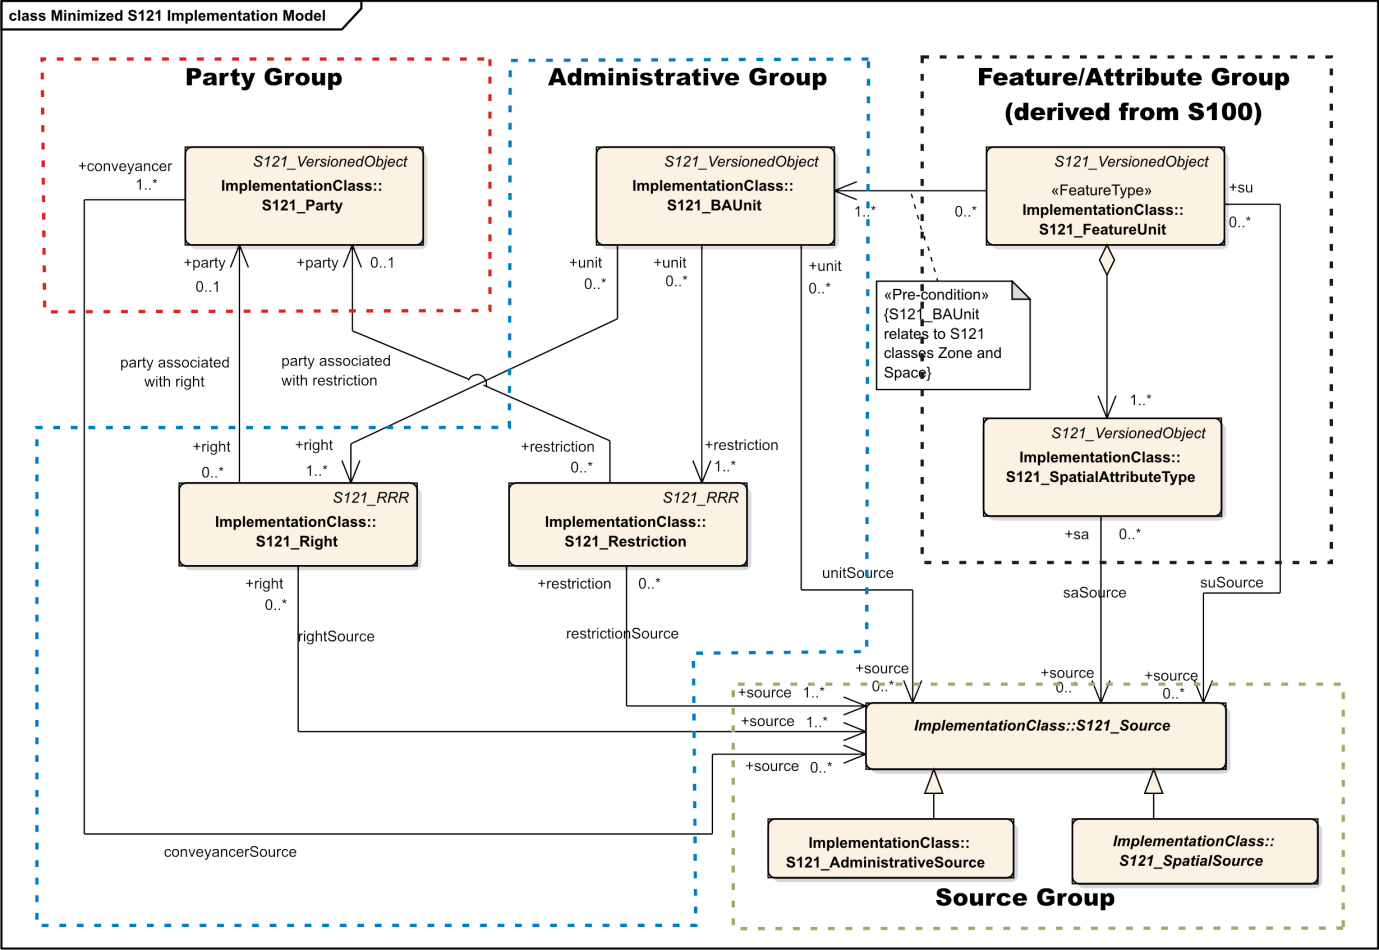 class Minimized S121 Implementation Model
Party Group
Administrative Group
Feature/Attribute Group
(derived from S100)
S121_VersionedObject
ImplementationClass::
S121_Party
S121_VersionedObject
ImplementationClass::
S121_BAUnit
S121_VersionedObject
«FeatureType»
ImplementationClass::
S121_FeatureUnit
+conveyancer
1..*
+su
0..*
1..*
0..*
+party
0..1
+party
0..1
+unit
0..*
+unit
0..*
+unit
0..*
«Pre-condition»
{S121_BAUnit
relates to S121
classes Zone and
Space}
party associated
with right
party associated
with restriction
1..*
+right
0..*
+right
1..*
+restriction
0..*
+restriction
1..*
S121_VersionedObject
ImplementationClass::
S121_SpatialAttributeType
S121_RRR
ImplementationClass::
S121_Right
S121_RRR
ImplementationClass::
S121_Restriction
+sa
0..*
+right
0..*
+restriction
0..*
unitSource
saSource
suSource
rightSource
restrictionSource
+source
0..*
+source
0..*
+source
0..*
+source
1..*
+source
1..*
+source
0..*
ImplementationClass::S121_Source
conveyancerSource
ImplementationClass::
S121_AdministrativeSource
ImplementationClass::
S121_SpatialSource
Source Group